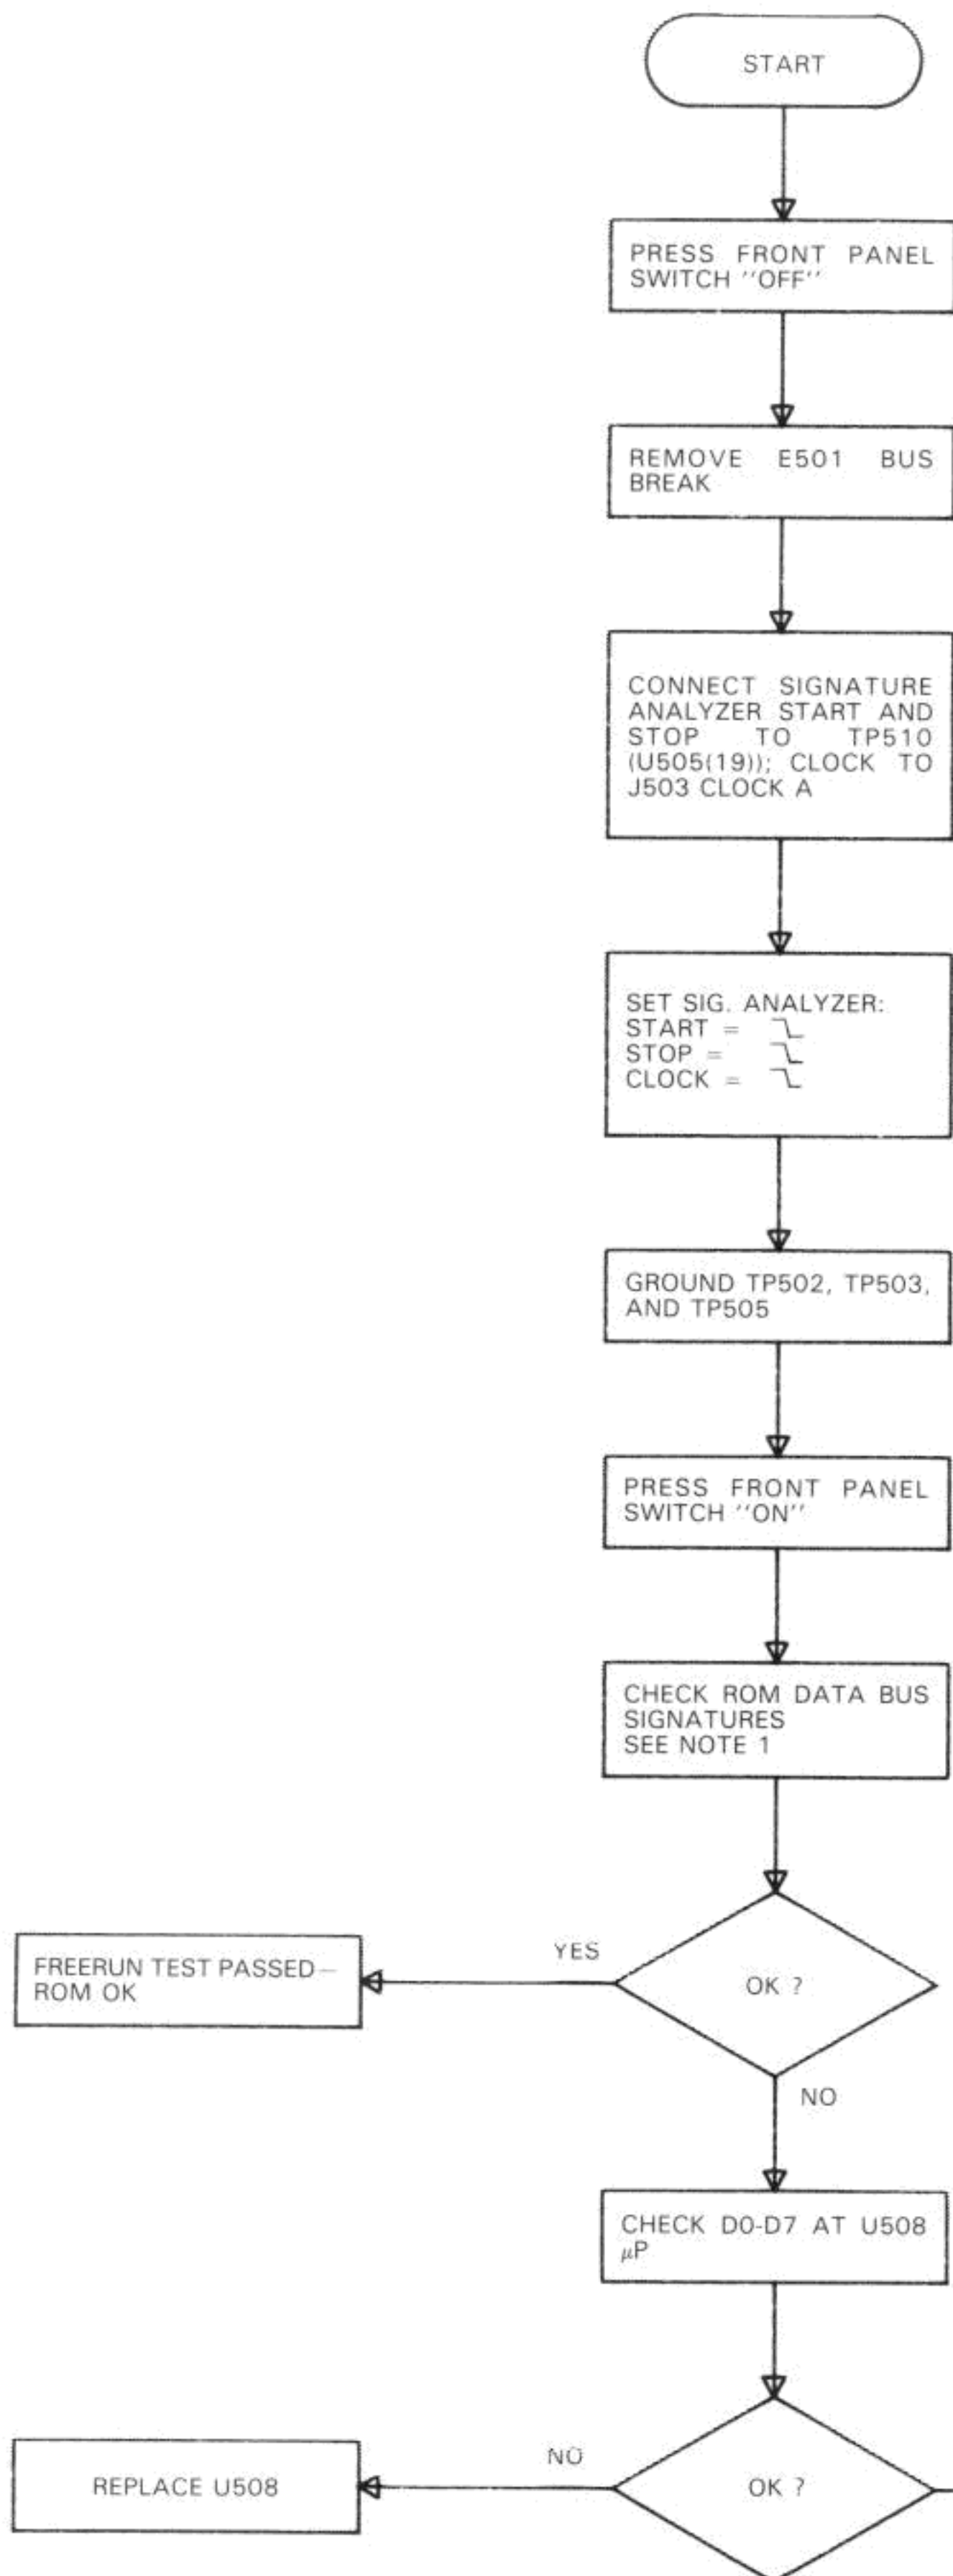 START
PRESS FRONT PANEL
SWITCH ''OFF''
REMOVE E501 BUS
BREAK
CONNECT SIGNATURE
ANALYZER START AND
STOP TO TP510
(U505(19)); CLOCK TO
J503 CLOCK A
SET SIG. ANALYZER:
START =
STOP =
CLOCK =
GROUND TP502, TP503,
AND TP505
PRESS FRONT PANEL
SWITCH ''ON''
CHECK ROM DATA BUS
SIGNATURES
SEE NOTE 1
YES
FREERUN TEST PASSED—
ROM OK
OK ?
NO
CHECK D0-D7 AT U508
μP
NO
REPLACE U508
OK ?